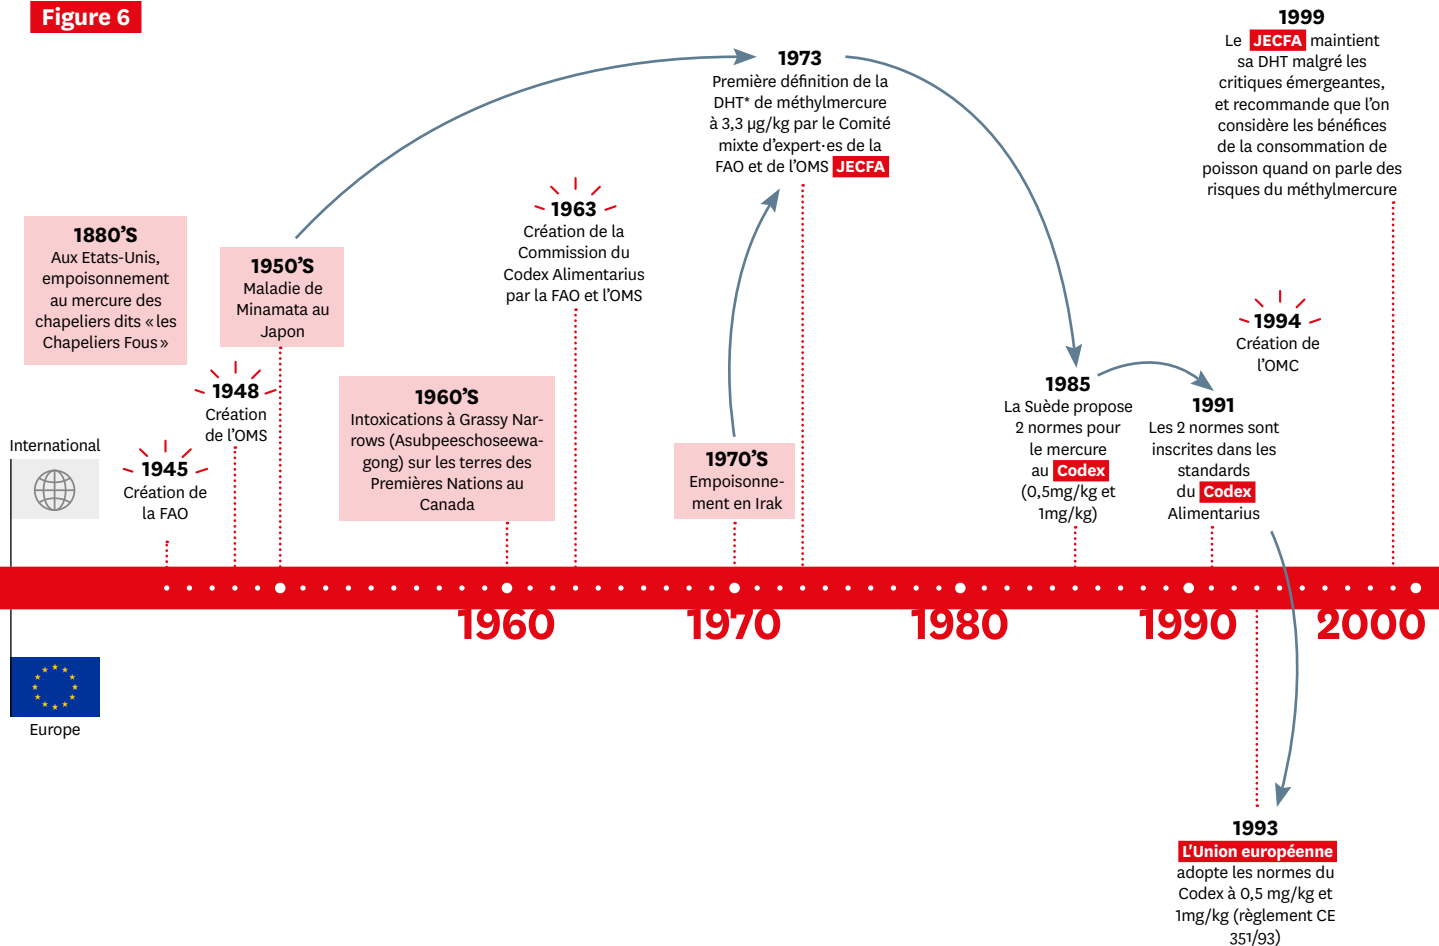 Figure 6
1880’S
Aux Etats-Unis,
empoisonnement
au mercure des
chapeliers dits «les
Chapeliers Fous»
1945
Création de
la FAO
1948
Création
de l’OMS
1950’S
Maladie de
Minamata au
Japon
1960’S
Intoxications à Grassy Nar-
rows (Asubpeeschoseewa-
gong) sur les terres des
Premières Nations au
Canada
1963
Création de la
Commission du
Codex Alimentarius
par la FAO et l’OMS
1970’S
Empoisonne-
ment en Irak
1973
Première définition de la
DHT* de méthylmercure
à 3,3 µg/kg par le Comité
mixte d’expert·es de la
FAO et de l’OMS JECFA
1985
La Suède propose
2 normes pour
le mercure
au Codex
(0,5mg/kg et
1mg/kg)
1991
Les 2 normes sont
inscrites dans les
standards
du Codex
Alimentarius
1994
Création de
l’OMC
1999
Le JECFA maintient
sa DHT malgré les
critiques émergeantes,
et recommande que l’on
considère les bénéfices
de la consommation de
poisson quand on parle des
risques du méthylmercure
International
1960
1970
1980
1990
2000
Europe
1993
L’Union européenne
adopte les normes du
Codex à 0,5 mg/kg et
1mg/kg (règlement CE
351/93)